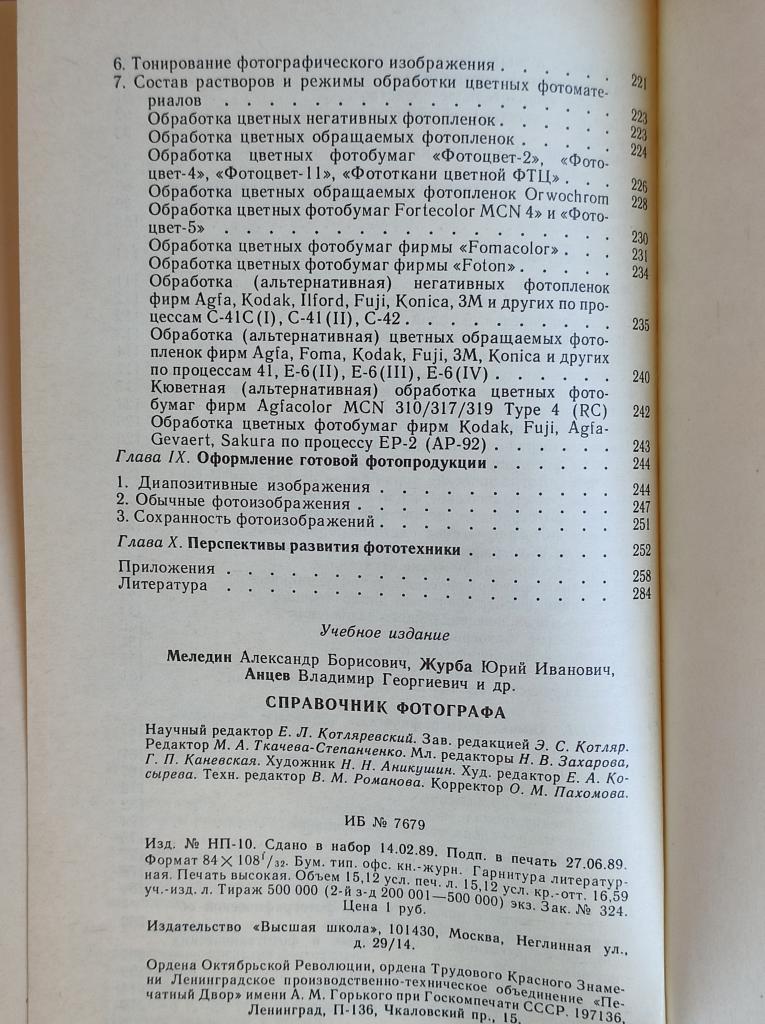 6. Тонирование фотографического изображения . . . . . . 221
7. Состав растворов и режимы обработки цветных фотомате-
риалов . . . . . . . . . . . . . . . . 223
Обработка цветных негативных фотопленок . . . . . . 223
Обработка цветных обращаемых фотопленок . . . . . 224
Обработка цветных фотобумаг «Фотоцвет-2», «Фото-
цвет-4», «Фотоцвет-11», «Фототкани цветной ФТЦ» . . . 226
Обработка цветных обращаемых фотопленок Orwochrom 228
Обработка цветных фотобумаг Fortecolor MCN 4» и «Фото-
цвет-5» . . . . . . . . . . . . . . . . 230
Обработка цветных фотобумаг фирмы «Fomacolor» . . . 231
Обработка цветных фотобумаг фирмы «Foton» . . . . . 234
Обработка (альтернативная) негативных фотопленок
фирм Agfa, Kodak, Ilford, Fuji, Konica, 3М и других по про-
цессам С-41С(I), С-41(II), С-42 . . . . . . . . . . 235
Обработка (альтернативная) цветных обращаемых фото-
пленок фирм Agfa, Foma, Kodak, Fuji, 3М, Konica и других
по процессам 41, Е-6(II), Е-6(III), Е-6(IV) . . . . . . 240
Кюветная (альтернативная) обработка цветных фото-
бумаг фирм Agfacolor MCN 310/317/319 Type 4 (RC) 242
Обработка цветных фотобумаг фирм Kodak, Fuji, Agfa-
Gevaert, Sakura по процессу ЕР-2 (АР-92) . . . . . . 243
Глава IX. Оформление готовой фотопродукции . . . . . . 244
1. Диапозитивные изображения . . . . . . . . . . . 244
2. Обычные фотоизображения . . . . . . . . . . . . 247
3. Сохранность фотоизображений . . . . . . . . . . . 251
Глава X. Перспективы развития фототехники . . . . . . . 252
Приложения . . . . . . . . . . . . . . . . . 258
Литература . . . . . . . . . . . . . . . . . 284
Учебное издание
Меледин Александр Борисович, Журба Юрий Иванович,
Анцев Владимир Георгиевич и др.
СПРАВОЧНИК ФОТОГРАФА
Научный редактор Е. Л. Котляревский. Зав. редакцией Э. С. Котляр.
Редактор М. А. Ткачева-Степанченко. Мл. редакторы Н. В. Захарова,
Г. П. Каневская. Художник Н. Н. Аникушин. Худ. редактор Е. А. Ко-
сырева. Техн. редактор В. М. Романова. Корректор О. М. Пахомова.
ИБ № 7679
Изд. № НП-10. Сдано в набор 14.02.89. Подп. в печать 27.06.89.
Формат 84×108¹/₃₂. Бум. тип. офс. кн.-журн. Гарнитура литератур-
ная. Печать высокая. Объем 15,12 усл. печ. л. 15,12 усл. кр.-отт. 16,59
уч.-изд. л. Тираж 500 000 (2-й з-д 200 001—500 000) экз. Зак. № 324.
Цена 1 руб.
Издательство «Высшая школа», 101430, Москва, Неглинная ул.,
д. 29/14.
Ордена Октябрьской Революции, ордена Трудового Красного Знаме-
ни Ленинградское производственно-техническое объединение «Пе-
чатный Двор» имени А. М. Горького при Госкомпечати СССР. 197136,
Ленинград, П-136, Чкаловский пр., 15.